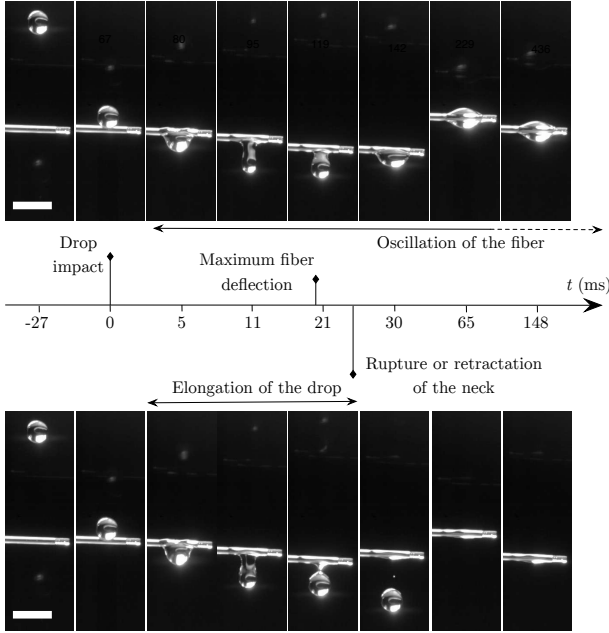 67 80 95 119 142 229 436
Oscillation of the fiber
Drop
impact
Maximum fiber
deflection
t (ms)
-27 0 5 11 21 30 65 148
Rupture or retractation
of the neck
Elongation of the drop